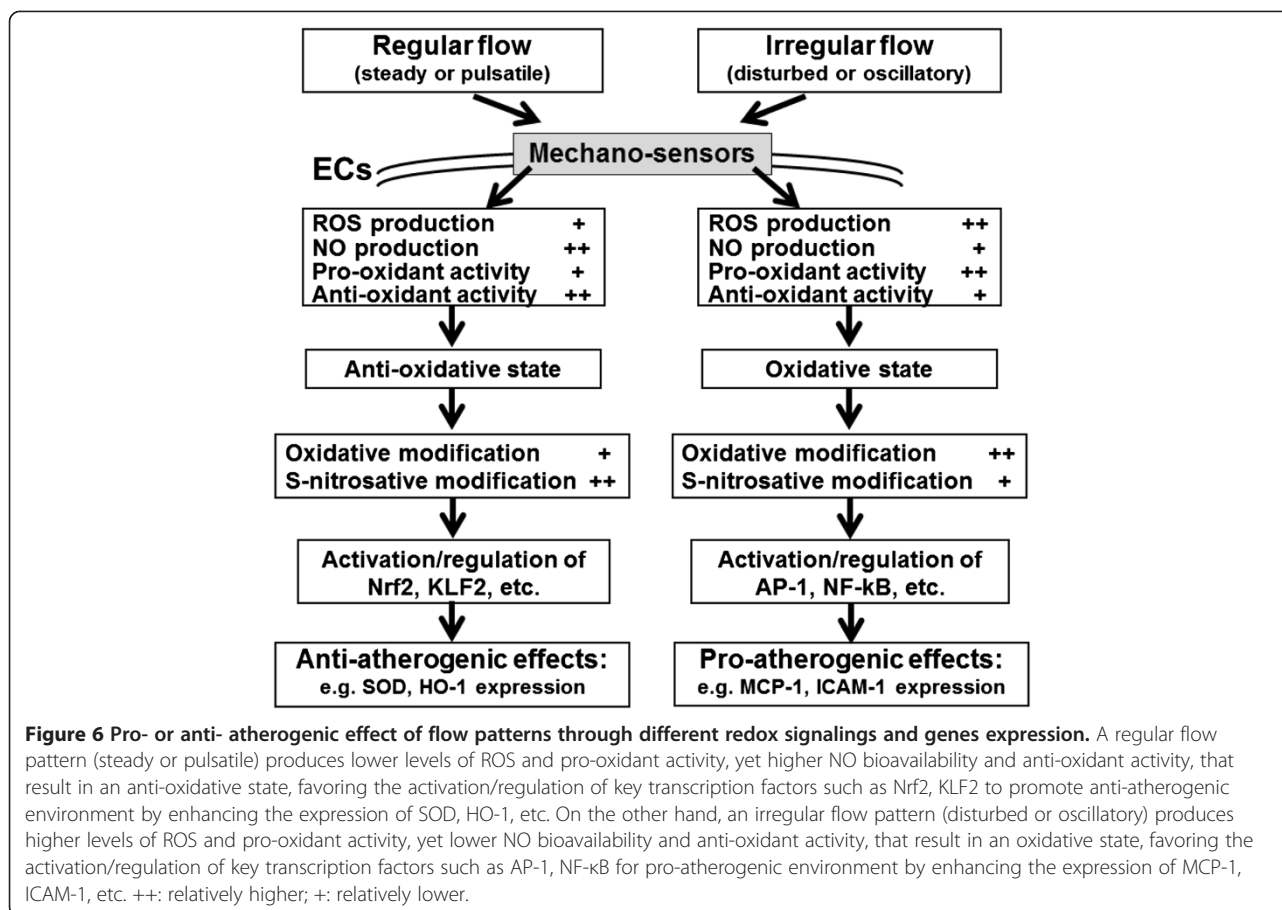 Regular flow
(steady or pulsatile)
Irregular flow
(disturbed or oscillatory)
Mechano-sensors
ECs
ROS production +
NO production ++
Pro-oxidant activity +
Anti-oxidant activity ++
ROS production ++
NO production +
Pro-oxidant activity ++
Anti-oxidant activity +
Anti-oxidative state
Oxidative state
Oxidative modification +
S-nitrosative modification ++
Oxidative modification ++
S-nitrosative modification +
Activation/regulation of
Nrf2, KLF2, etc.
Activation/regulation of
AP-1, NF-kB, etc.
Anti-atherogenic effects:
e.g. SOD, HO-1 expression
Pro-atherogenic effects:
e.g. MCP-1, ICAM-1 expression
Figure 6 Pro- or anti- atherogenic effect of flow patterns through different redox signalings and genes expression. A regular flow
pattern (steady or pulsatile) produces lower levels of ROS and pro-oxidant activity, yet higher NO bioavailability and anti-oxidant activity, that
result in an anti-oxidative state, favoring the activation/regulation of key transcription factors such as Nrf2, KLF2 to promote anti-atherogenic
environment by enhancing the expression of SOD, HO-1, etc. On the other hand, an irregular flow pattern (disturbed or oscillatory) produces
higher levels of ROS and pro-oxidant activity, yet lower NO bioavailability and anti-oxidant activity, that result in an oxidative state, favoring the
activation/regulation of key transcription factors such as AP-1, NF-κB for pro-atherogenic environment by enhancing the expression of MCP-1,
ICAM-1, etc. ++: relatively higher; +: relatively lower.